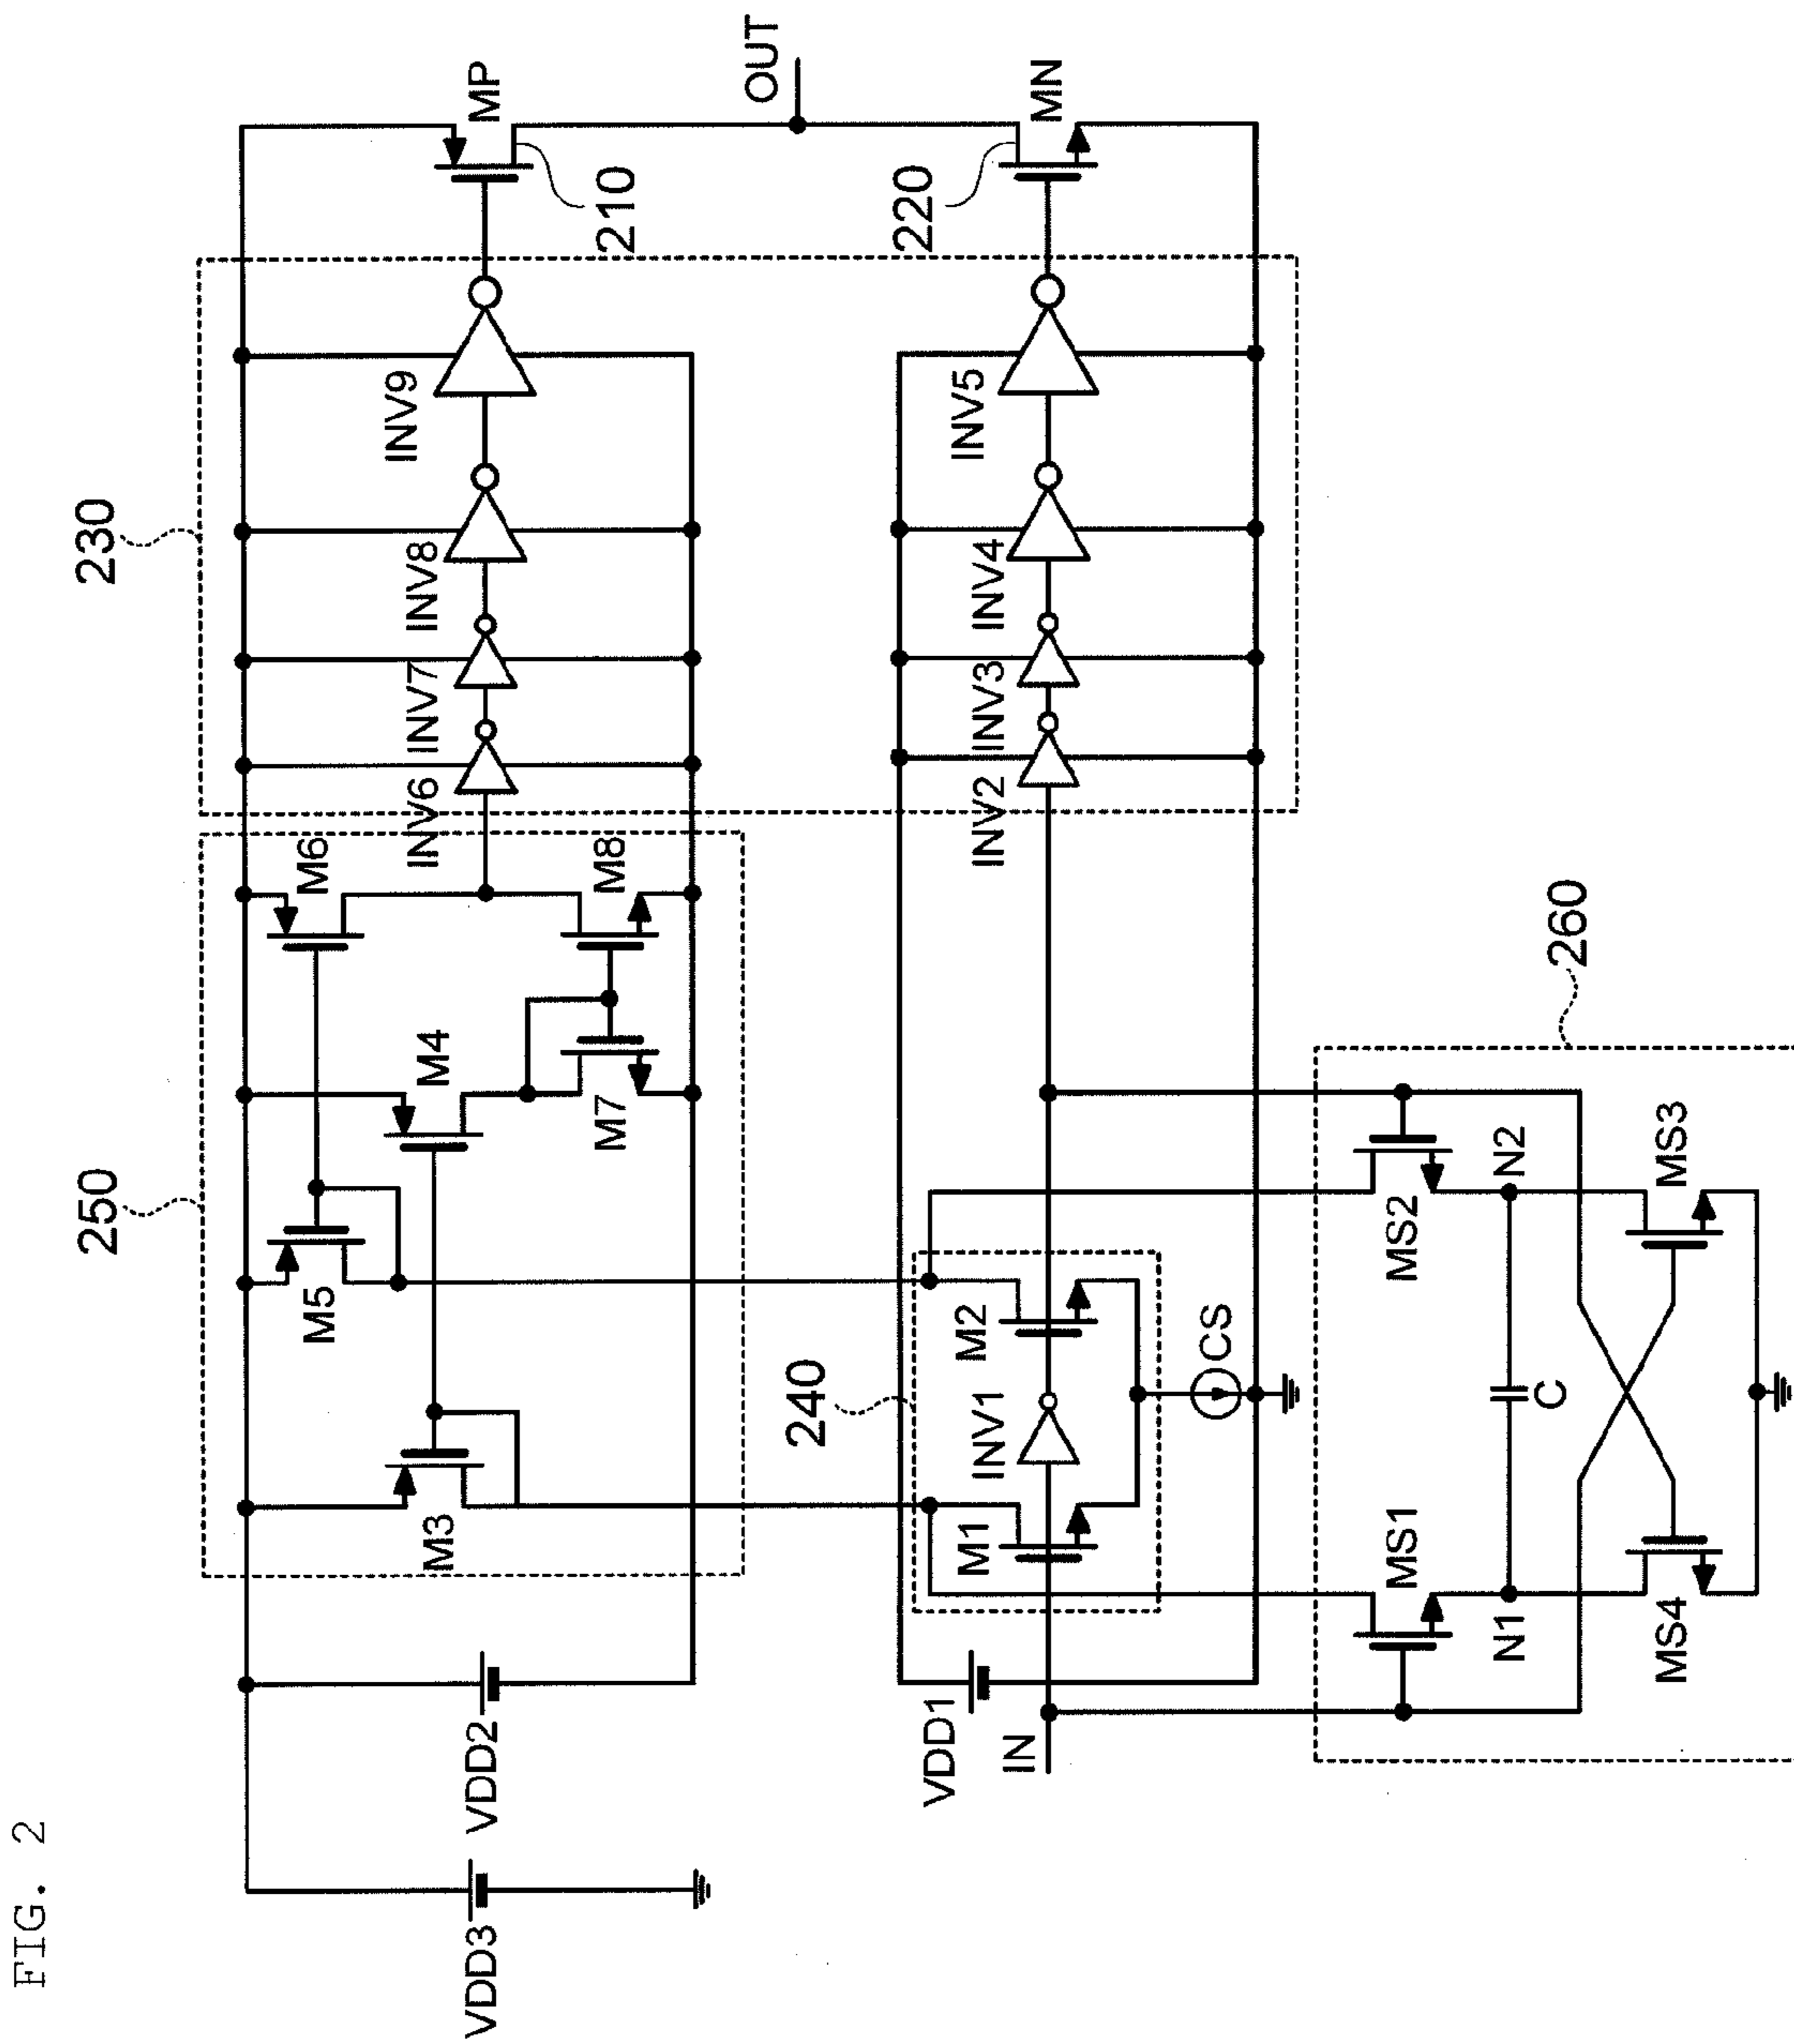 FIG. 2
230
250
240
260
210
220
OUT
MP
MN
INV9
INV8
INV7
INV6
INV5
INV4
INV3
INV2
INV1
M6
M8
M4
M7
M5
M3
M2
M1
CS
VDD3
VDD2
VDD1
IN
MS2
N2
MS3
C
MS1
N1
MS4